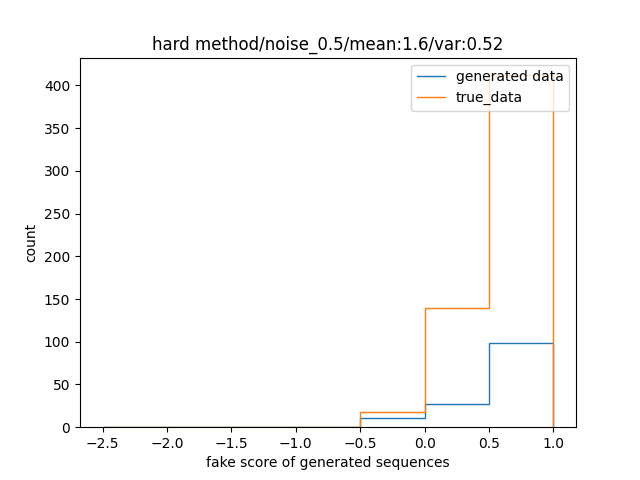 hard method/noise_0.5/mean:1.6/var:0.52
generated data
true_data
count
400
350
300
250
200
150
100
50
0
−2.5 −2.0 −1.5 −1.0 −0.5 0.0 0.5 1.0
fake score of generated sequences